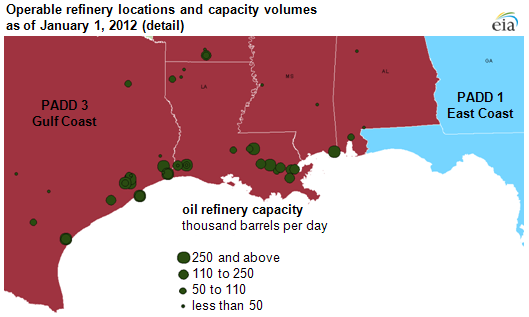 Operable refinery locations and capacity volumes
as of January 1, 2012 (detail)
eia
GA
AL
MS
LA
PADD 3
Gulf Coast
PADD 1
East Coast
oil refinery capacity
thousand barrels per day
250 and above
110 to 250
50 to 110
less than 50